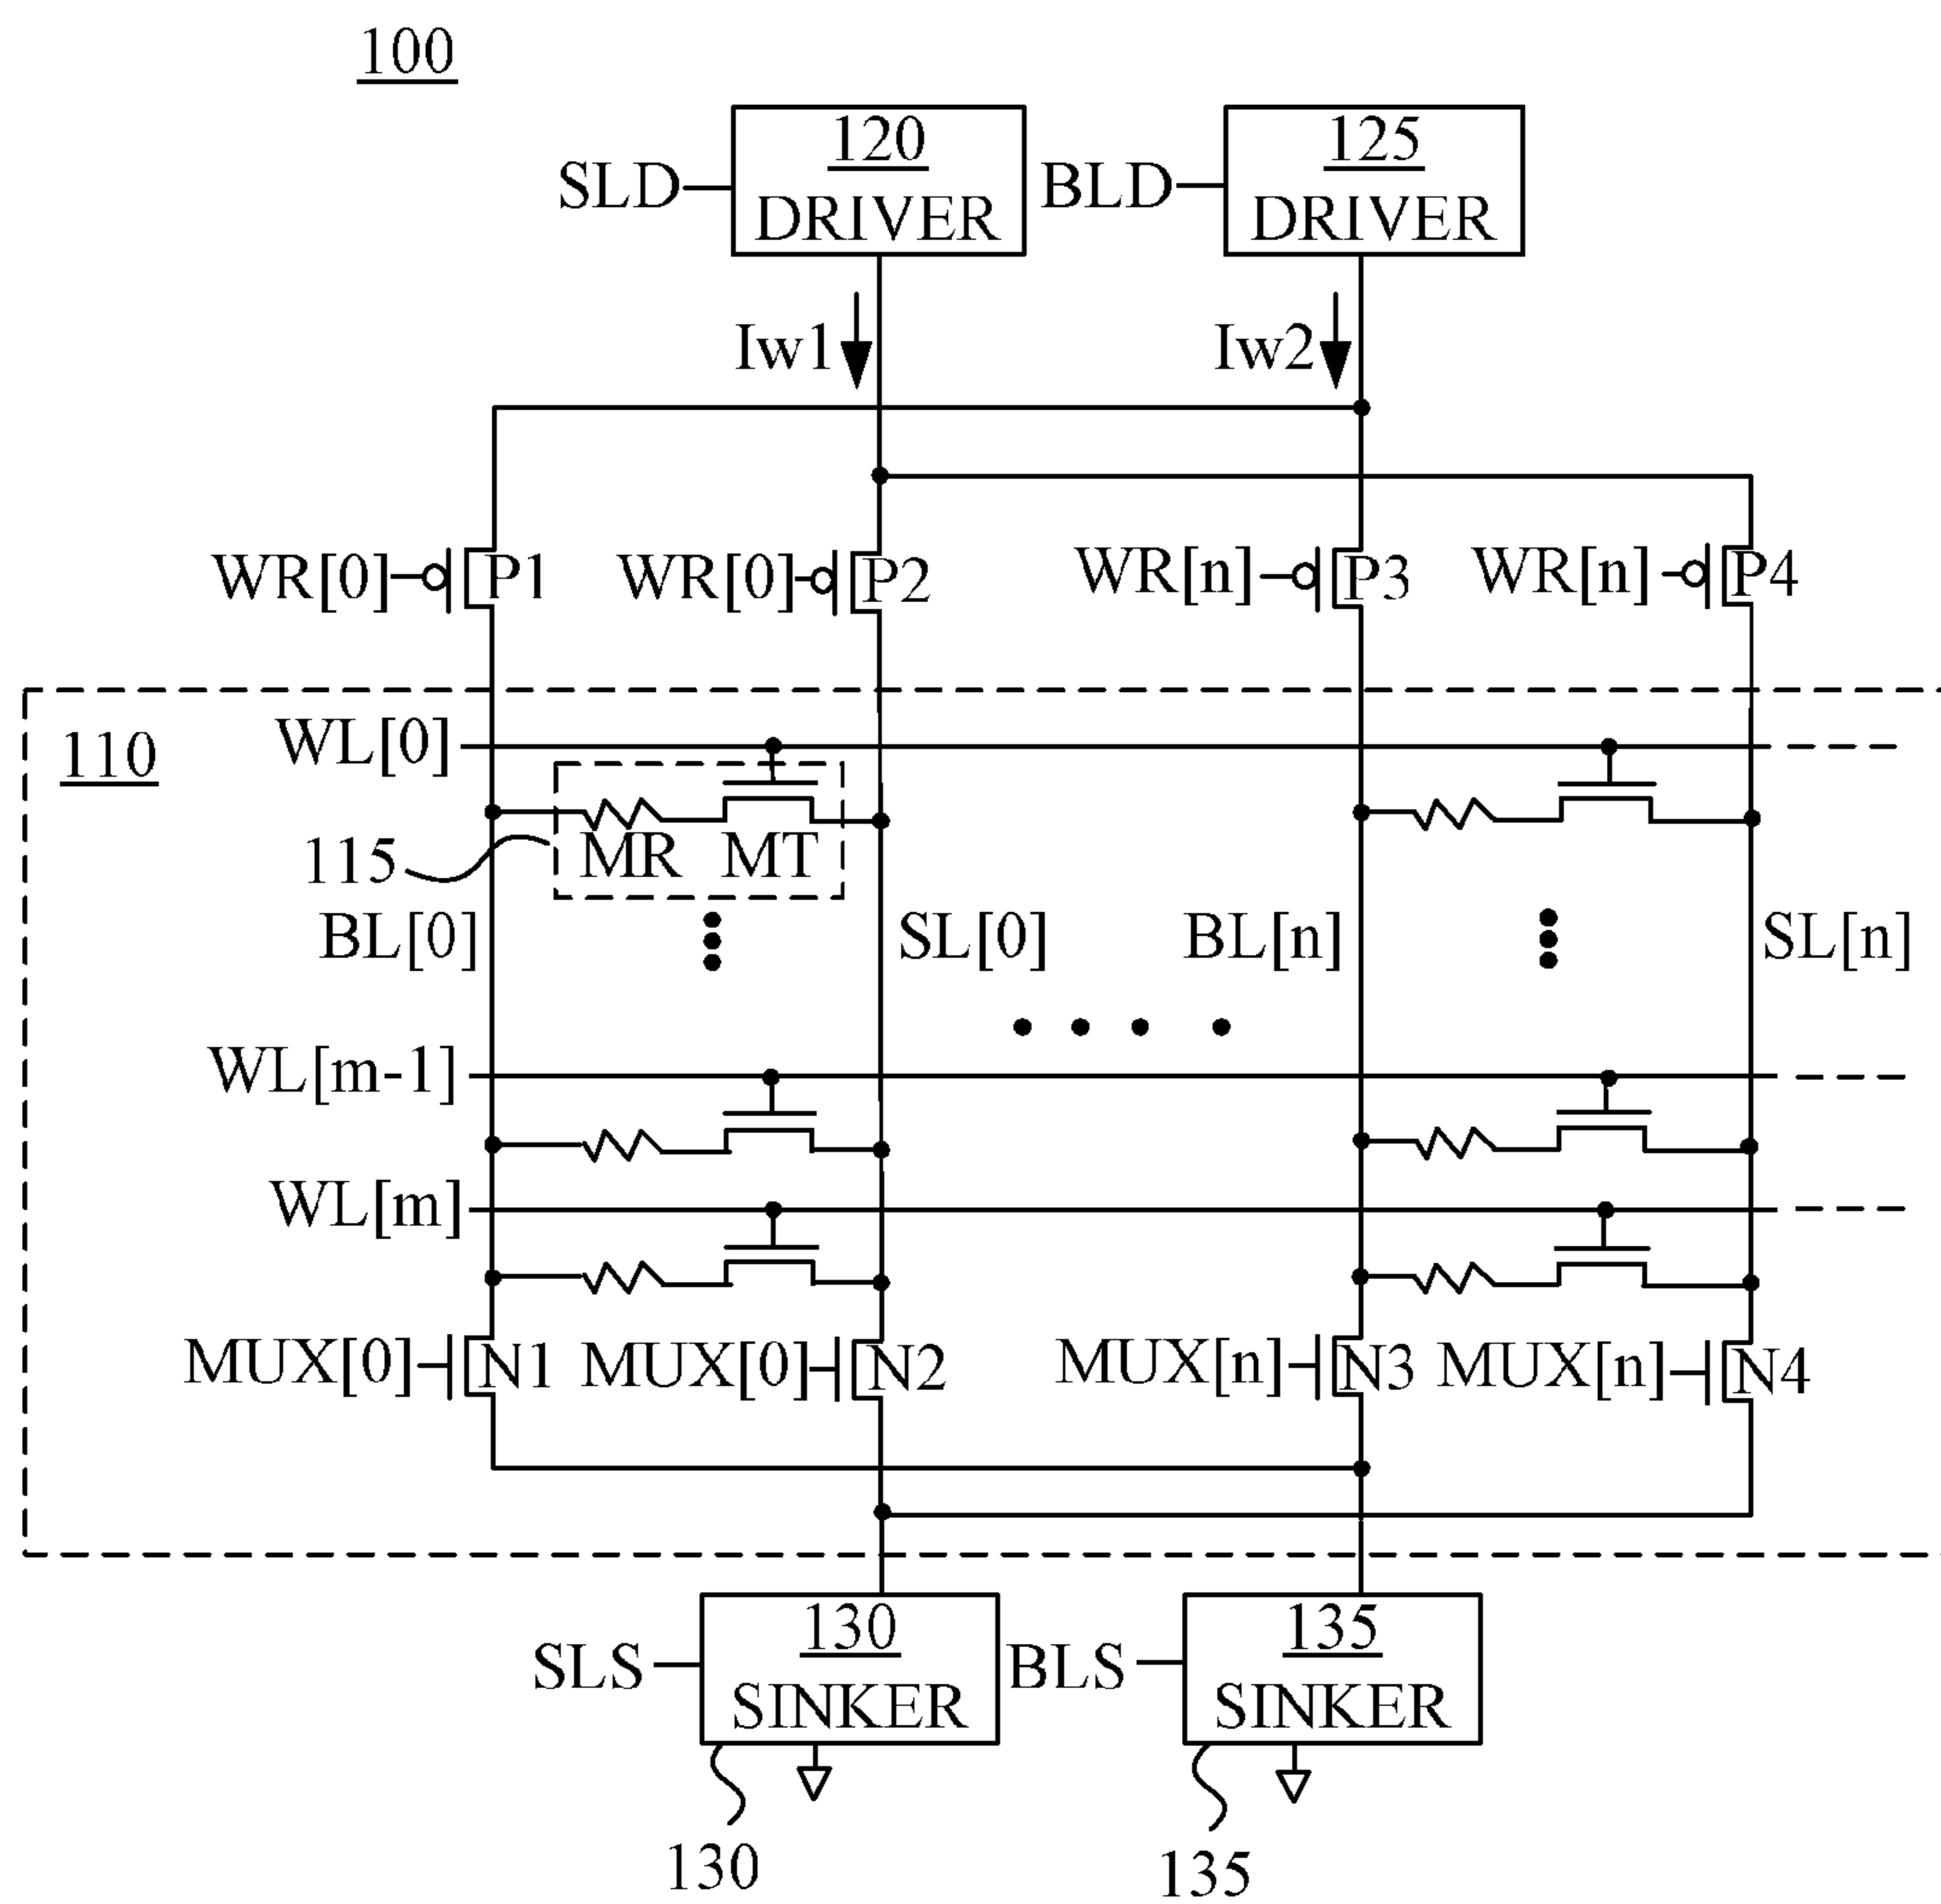 100
120
DRIVER
SLD
125
DRIVER
BLD
Iw1
Iw2
WR[0] P1
WR[0] P2
WR[n] P3
WR[n] P4
110
WL[0]
115
MR MT
BL[0]
SL[0]
BL[n]
SL[n]
WL[m-1]
WL[m]
MUX[0] N1
MUX[0] N2
MUX[n] N3
MUX[n] N4
SLS
130
SINKER
BLS
135
SINKER
130
135